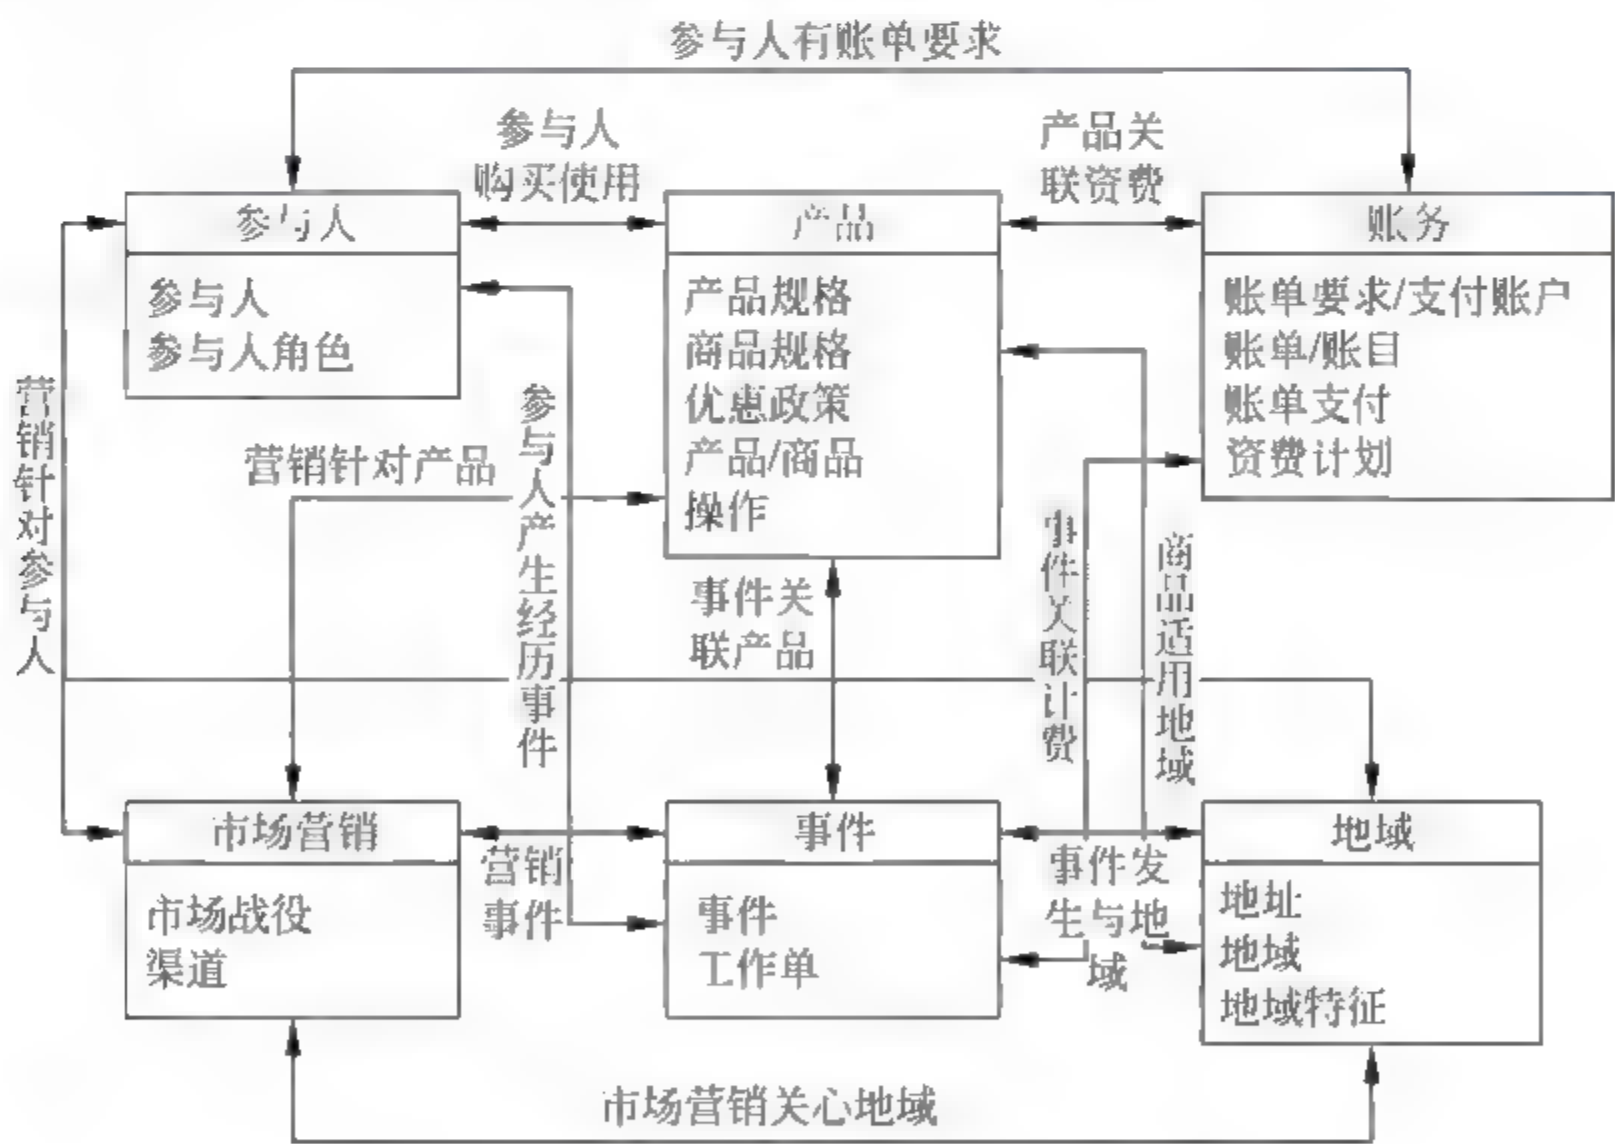 参与人有账单要求
参与人
购买使用
产品关
联资费
参与人
参与人
参与人角色
产品
产品规格
商品规格
优惠政策
产品/商品
操作
账务
账单要求/支付账户
账单/账目
账单支付
资费计划
营销针对参与人
营销针对产品
参与人产生经历事件
事件关
联产品
事件关联计费
商品适用地域
市场营销
市场战役
渠道
营销
事件
事件
事件
工作单
事件发
生与地
域
地域
地址
地域
地域特征
市场营销关心地域